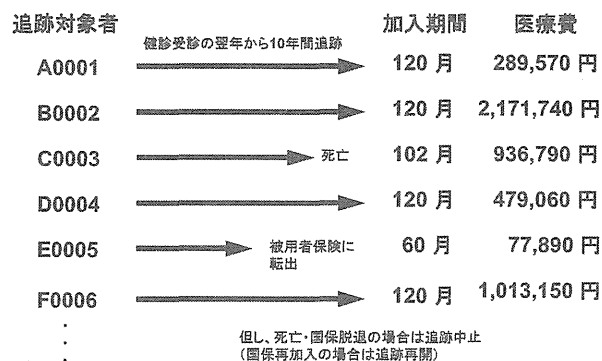 追跡対象者 加入期間 医療費
健診受診の翌年から10年間追跡
A0001 120 月 289,570 円
B0002 120 月 2,171,740 円
C0003 死亡 102 月 936,790 円
D0004 120 月 479,060 円
E0005 被用者保険に 60 月 77,890 円
転出
F0006 120 月 1,013,150 円
但し、死亡・国保脱退の場合は追跡中止
(国保再加入の場合は追跡再開)